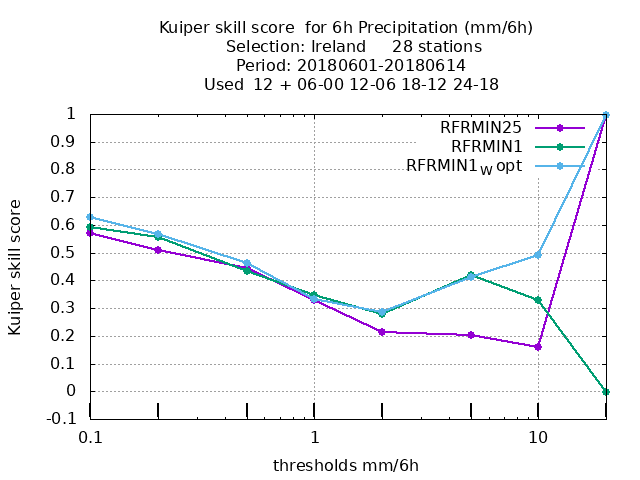 Kuiper skill score  for 6h Precipitation (mm/6h)
Selection: Ireland     28 stations
Period: 20180601-20180614
Used  12 + 06-00 12-06 18-12 24-18
RFRMIN25
RFRMIN1
RFRMIN1W opt
Kuiper skill score
1
0.9
0.8
0.7
0.6
0.5
0.4
0.3
0.2
0.1
0
-0.1
0.1
1
10
thresholds mm/6h